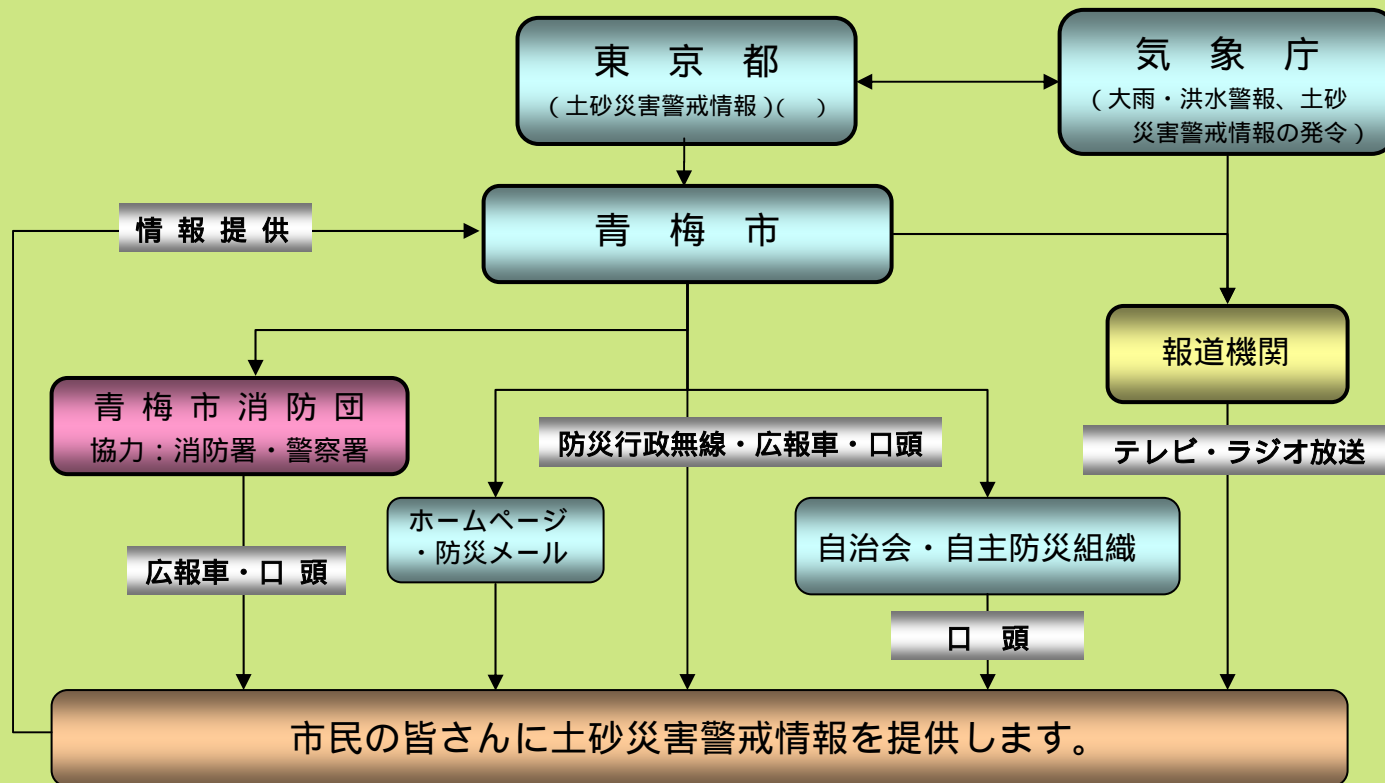 東 京 都
(土砂災害警戒情報)(　)
気 象 庁
(大雨・洪水警報、土砂
災害警戒情報の発令)
情 報 提 供
青 梅 市
報道機関
青 梅 市 消 防 団
協力:消防署・警察署
防災行政無線・広報車・口頭
テレビ・ラジオ放送
ホームページ
・防災メール
自治会・自主防災組織
広報車・口 頭
口 頭
市民の皆さんに土砂災害警戒情報を提供します。